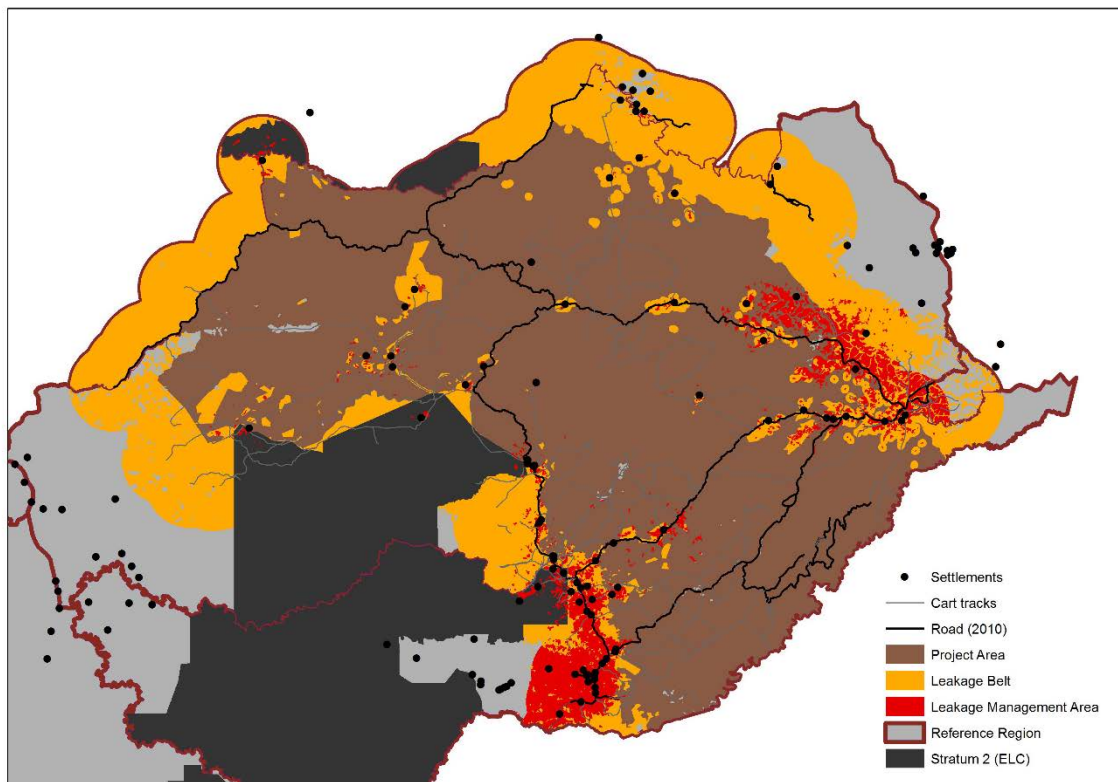 Settlements
Cart tracks
Road (2010)
Project Area
Leakage Belt
Leakage Management Area
Reference Region
Stratum 2 (ELC)